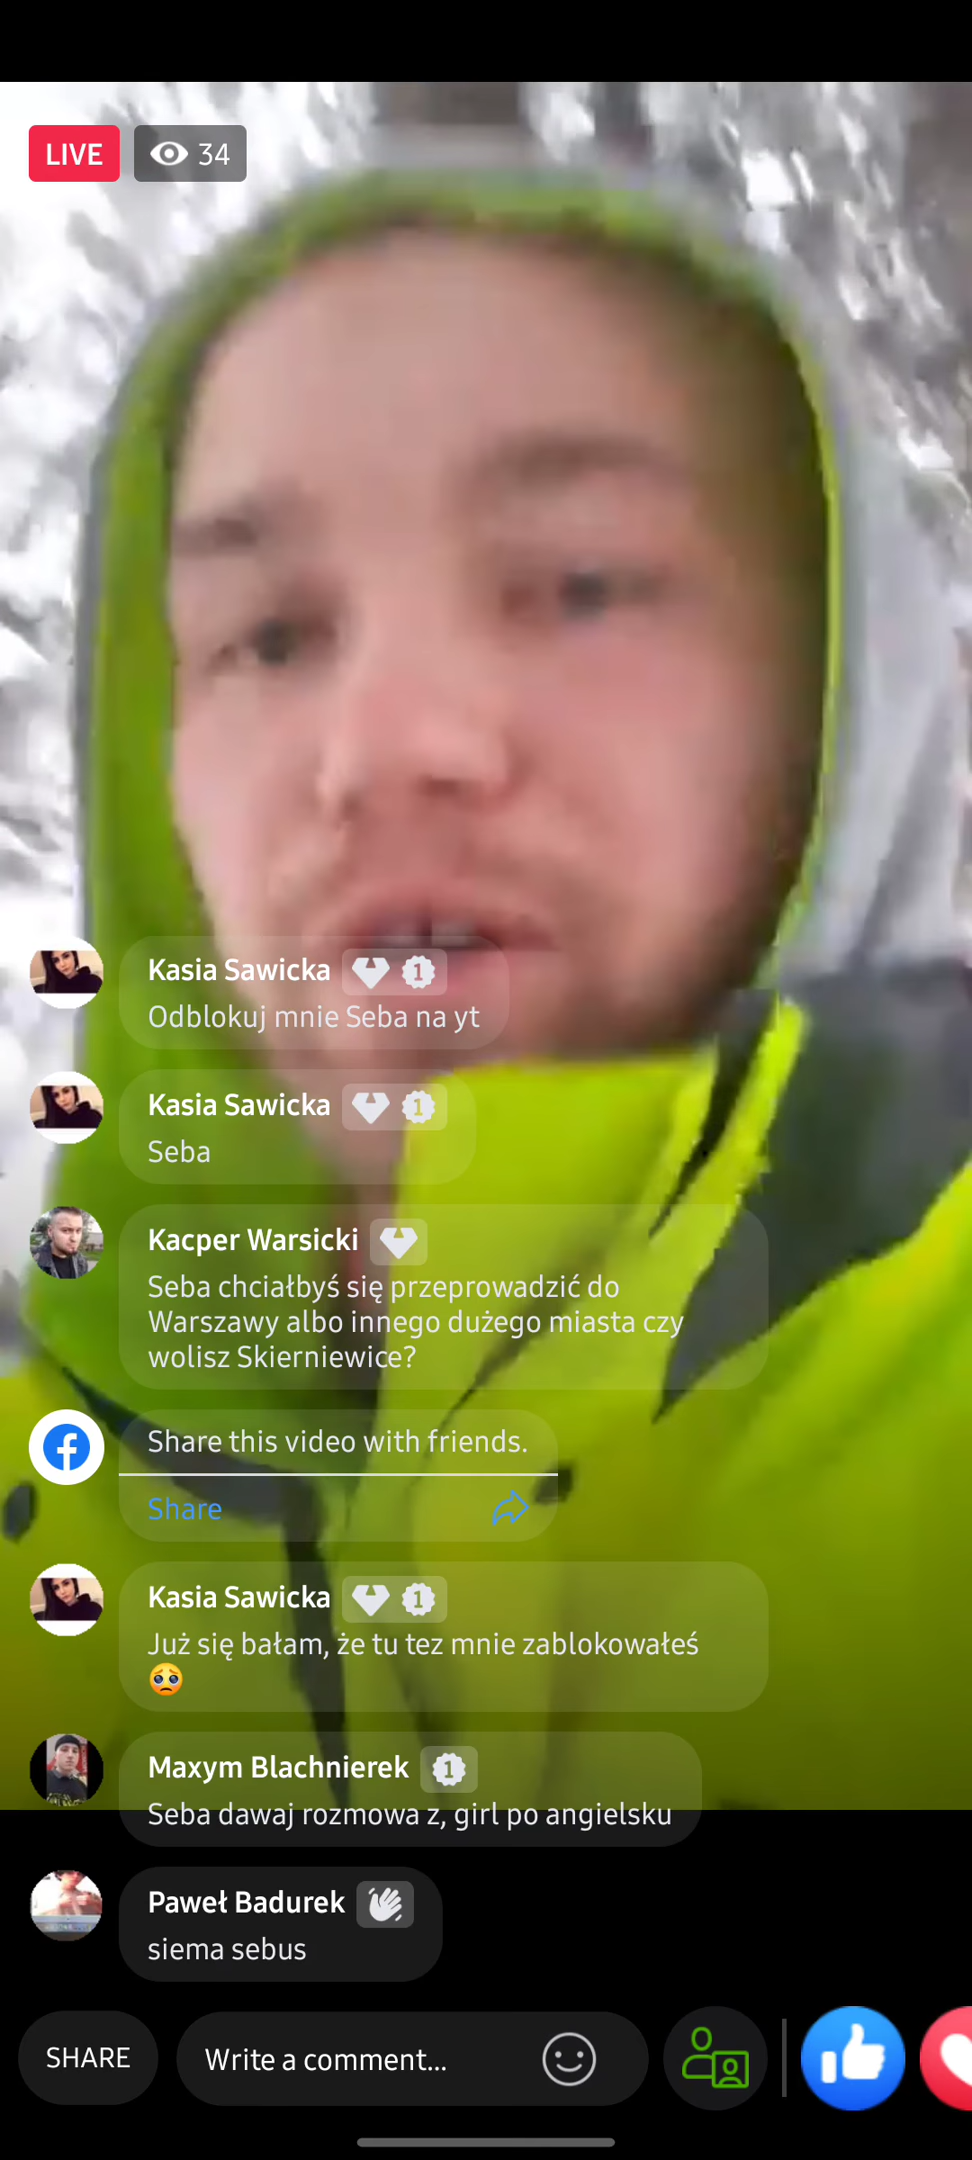 LIVE 34
Kasia Sawicka 1
Odblokuj mnie Seba na yt
Kasia Sawicka 1
Seba
Kacper Warsicki
Seba chciałbyś się przeprowadzić do
Warszawy albo innego dużego miasta czy
wolisz Skierniewice?
Share this video with friends.
Share
Kasia Sawicka 1
Już się bałam, że tu tez mnie zablokowałeś
🥺
Maxym Blachnierek 1
Seba dawaj rozmowa z, girl po angielsku
Paweł Badurek
siema sebus
SHARE Write a comment...